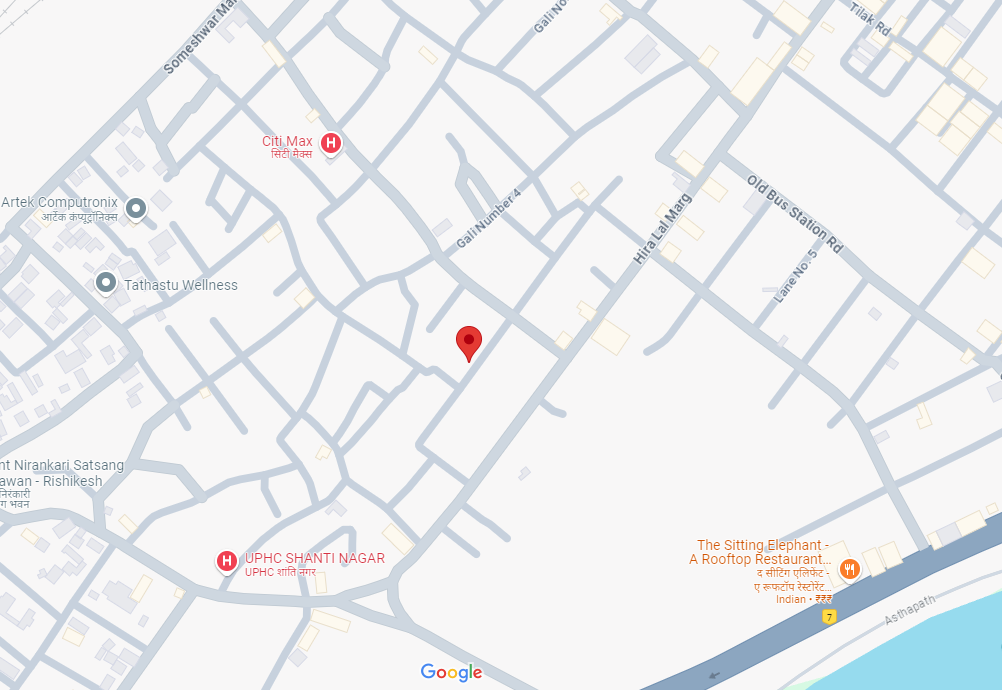 Someshwar Mar
Gali No.
Tilak Rd
Citi Max
सिटी मैक्स
Artek Computronix
आर्टेक कंप्यूट्रॉनिक्स
Gali Number 4
Old Bus Station Rd
Hira Lal Marg
Lane No. 5
Tathastu Wellness
nt Nirankari Satsang
awan - Rishikesh
निरंकारी
ग भवन
UPHC SHANTI NAGAR
UPHC शांति नगर
The Sitting Elephant -
A Rooftop Restaurant...
द सीटिंग एलिफेंट -
ए रूफटॉप रेस्टोरेंट...
Indian • ₹₹₹
7
Asthapath
Google